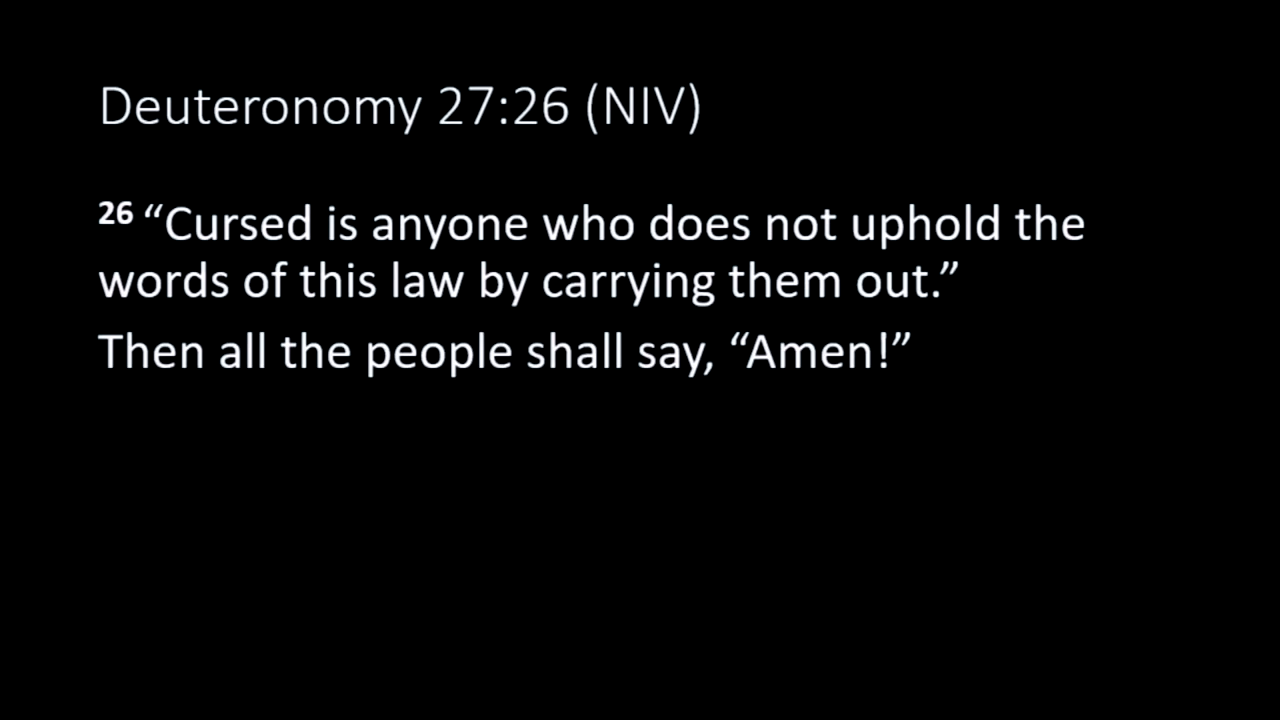 Deuteronomy 27:26 (NIV)
26 “Cursed is anyone who does not uphold the
words of this law by carrying them out.”
Then all the people shall say, “Amen!”